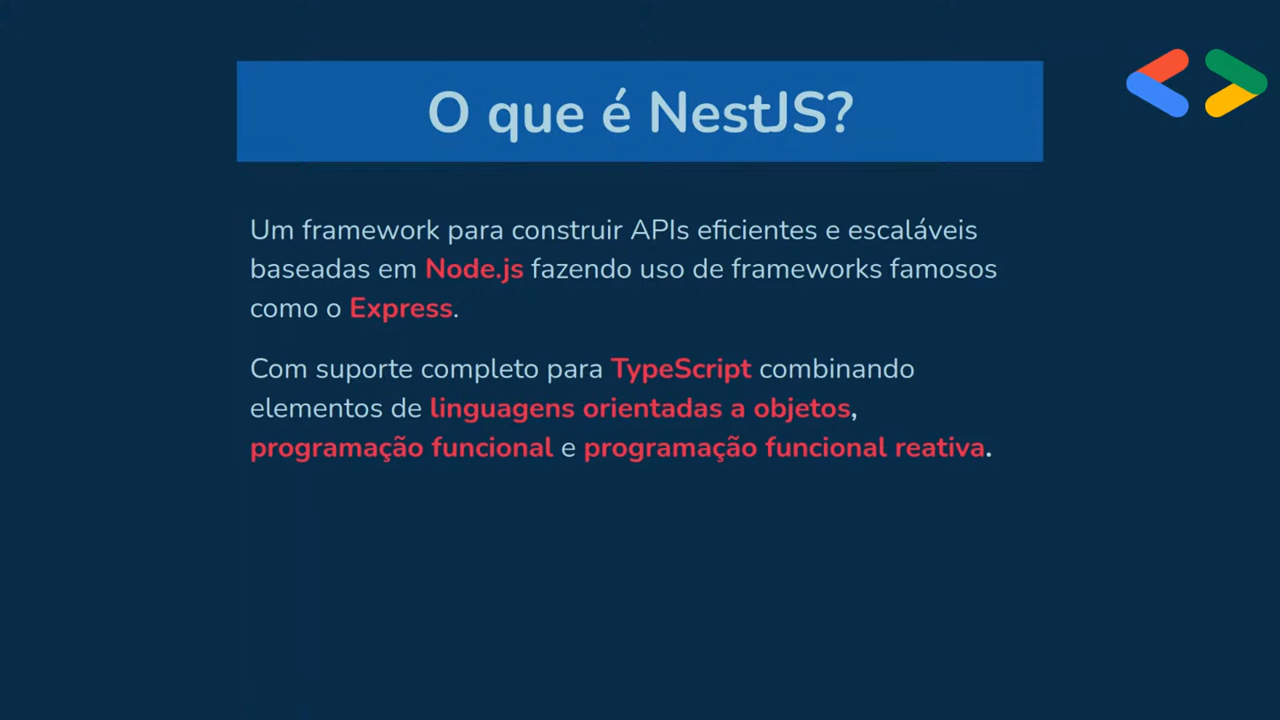 O que é NestJS?
Um framework para construir APIs eficientes e escaláveis
baseadas em Node.js fazendo uso de frameworks famosos
como o Express.
Com suporte completo para TypeScript combinando
elementos de linguagens orientadas a objetos,
programação funcional e programação funcional reativa.